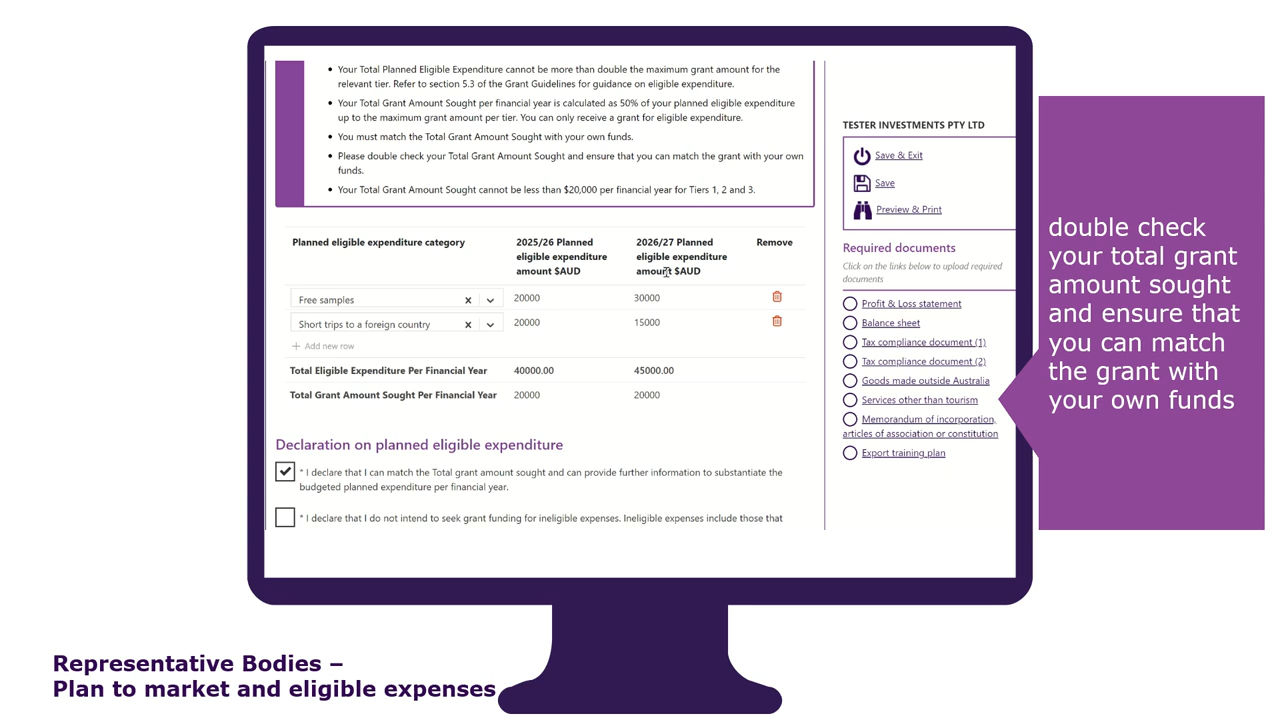 Your Total Planned Eligible Expenditure cannot be more than double the maximum grant amount for the
relevant tier. Refer to section 5.3 of the Grant Guidelines for guidance on eligible expenditure.
Your Total Grant Amount Sought per financial year is calculated as 50% of your planned eligible expenditure
up to the maximum grant amount per tier. You can only receive a grant for eligible expenditure.
You must match the Total Grant Amount Sought with your own funds.
Please double check your Total Grant Amount Sought and ensure that you can match the grant with your own
funds.
Your Total Grant Amount Sought cannot be less than $20,000 per financial year for Tiers 1, 2 and 3.
Planned eligible expenditure category
2025/26 Planned
eligible expenditure
amount $AUD
2026/27 Planned
eligible expenditure
amount $AUD
Remove
Free samples 20000 30000
Short trips to a foreign country 20000 15000
Add new row
Total Eligible Expenditure Per Financial Year 40000.00 45000.00
Total Grant Amount Sought Per Financial Year 20000 20000
Declaration on planned eligible expenditure
* I declare that I can match the Total grant amount sought and can provide further information to substantiate the
budgeted planned expenditure per financial year.
* I declare that I do not intend to seek grant funding for ineligible expenses. Ineligible expenses include those that
TESTER INVESTMENTS PTY LTD
Save & Exit
Save
Preview & Print
Required documents
Click on the links below to upload required
documents
Profit & Loss statement
Balance sheet
Tax compliance document (1)
Tax compliance document (2)
Goods made outside Australia
Services other than tourism
Memorandum of incorporation,
articles of association or constitution
Export training plan
double check
your total grant
amount sought
and ensure that
you can match
the grant with
your own funds
Representative Bodies –
Plan to market and eligible expenses